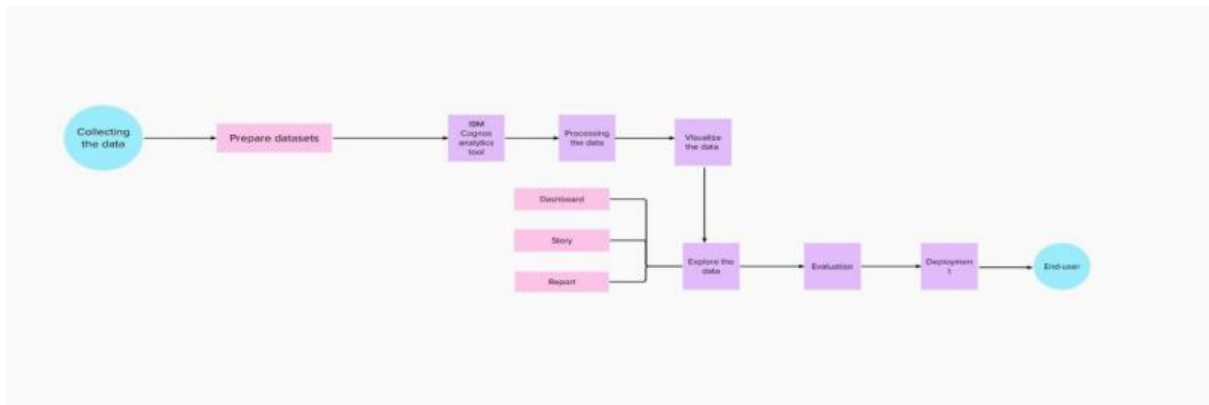 Collecting
the data
Prepare datasets
IBM
Cognos
analytics
tool
Processing
the data
Visualize
the data
Dashboard
Story
Report
Explore the
data
Evaluation
Deploymen
t
End-user